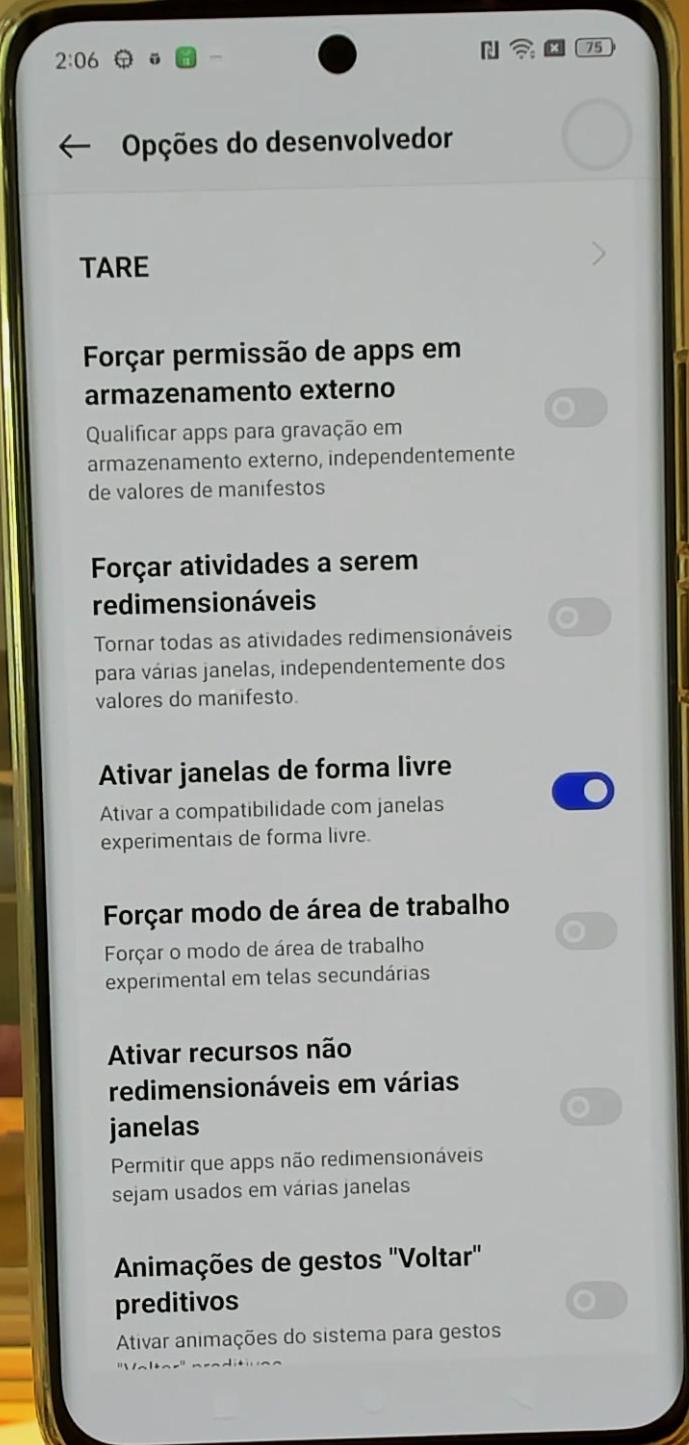 2:06
75
Opções do desenvolvedor
TARE
Forçar permissão de apps em
armazenamento externo
Qualificar apps para gravação em
armazenamento externo, independentemente
de valores de manifestos
Forçar atividades a serem
redimensionáveis
Tornar todas as atividades redimensionáveis
para várias janelas, independentemente dos
valores do manifesto.
Ativar janelas de forma livre
Ativar a compatibilidade com janelas
experimentais de forma livre.
Forçar modo de área de trabalho
Forçar o modo de área de trabalho
experimental em telas secundárias
Ativar recursos não
redimensionáveis em várias
janelas
Permitir que apps não redimensionáveis
sejam usados em várias janelas
Animações de gestos "Voltar"
preditivos
Ativar animações do sistema para gestos